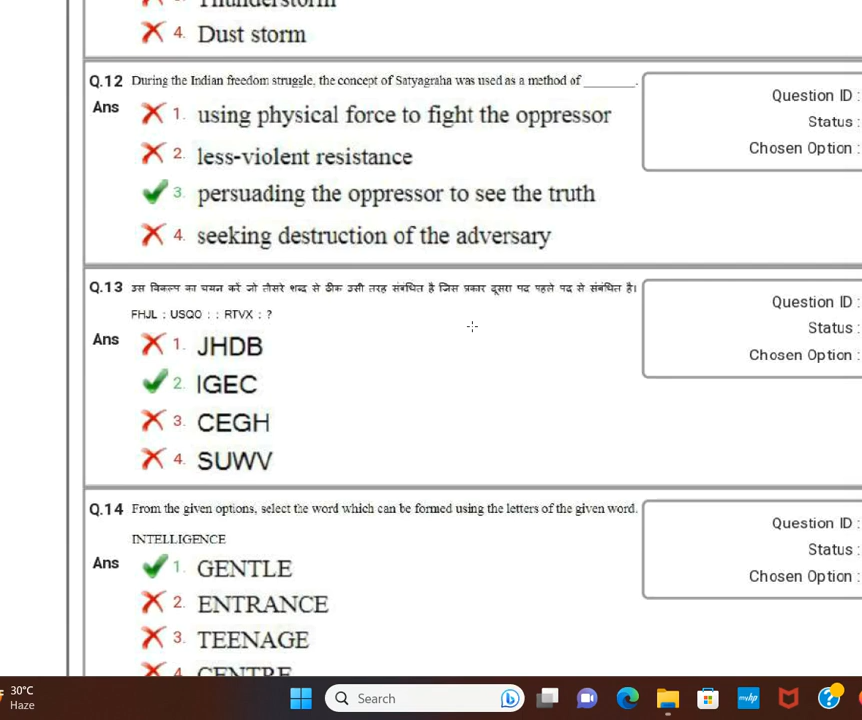 Thunderstorm
4. Dust storm
Q.12 During the Indian freedom struggle, the concept of Satyagraha was used as a method of ________.
Question ID :
Ans
1. using physical force to fight the oppressor
Status :
2. less-violent resistance
Chosen Option :
3. persuading the oppressor to see the truth
4. seeking destruction of the adversary
Q.13 उस विकल्प का चयन करें जो तीसरे शब्द से ठीक उसी तरह संबंधित है जिस प्रकार दूसरा पद पहले पद से संबंधित है।
Question ID :
FHJL : USQO : : RTVX : ?
Status :
Ans
1. JHDB
Chosen Option :
2. IGEC
3. CEGH
4. SUWV
Q.14 From the given options, select the word which can be formed using the letters of the given word.
Question ID :
INTELLIGENCE
Status :
Ans
1. GENTLE
Chosen Option :
2. ENTRANCE
3. TEENAGE
4. CENTRE
30°C
Haze
Search
myhp